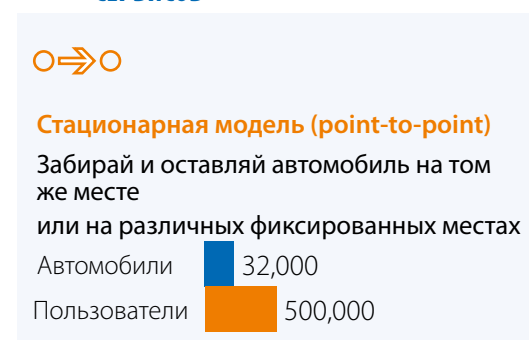 Стационарная модель (point-to-point)
Забирай и оставляй автомобиль на том
же месте
или на различных фиксированных местах
Автомобили 32,000
Пользователи 500,000